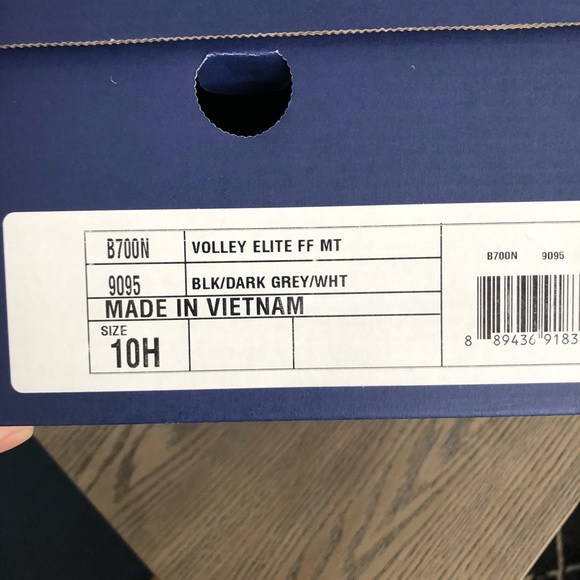 B700N VOLLEY ELITE FF MT
9095 BLK/DARK GREY/WHT
MADE IN VIETNAM
SIZE
10H
B700N 9095
8 89436 9183